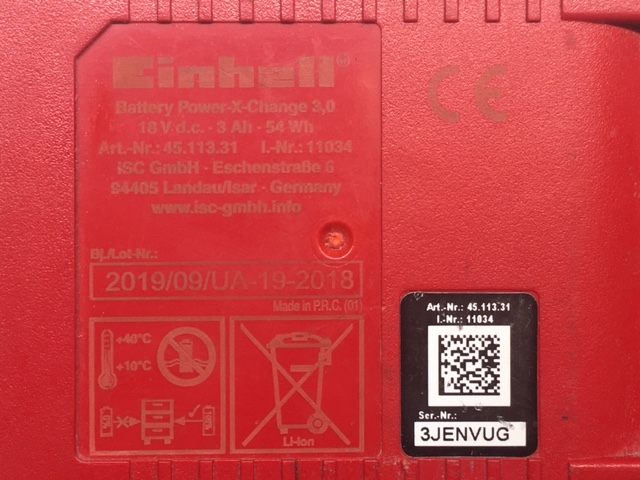 Einhell®
Battery Power-X-Change 3,0
18 V d.c. · 3 Ah · 54 Wh
Art.-Nr.: 45.113.31 I.-Nr.: 11034
iSC GmbH · Eschenstraße 6
94405 Landau/Isar · Germany
www.isc-gmbh.info
CE
Bj./Lot-Nr.:
2019/09/UA-19-2018
Made in P.R.C. (01)
+40°C
+10°C
Li-Ion
Art.-Nr.: 45.113.31
I.-Nr.: 11034
Ser.-Nr.:
3JENVUG